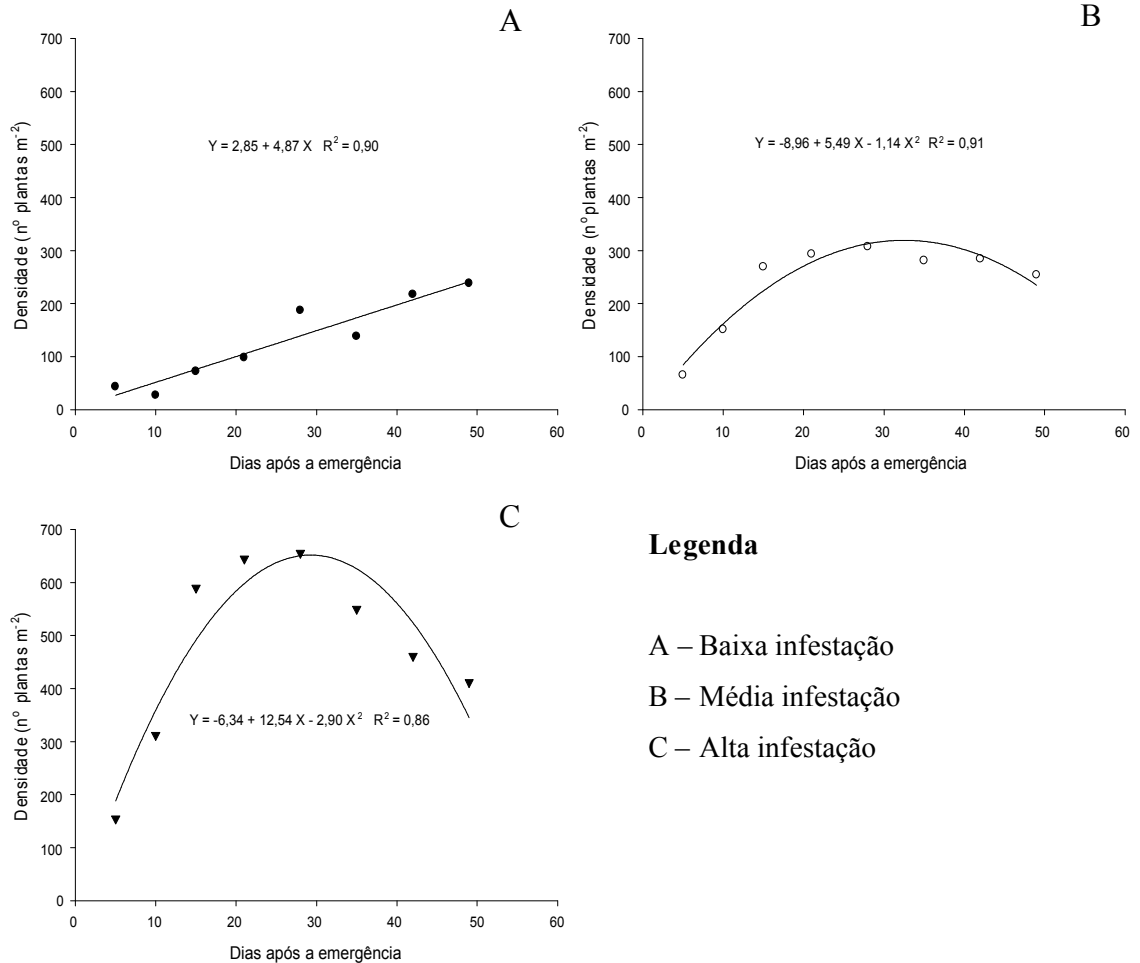 A
700
600
500
400
300
200
100
0
Densidade (nº plantas m⁻²)
Y = 2,85 + 4,87 X R² = 0,90
0 10 20 30 40 50 60
Dias após a emergência
B
700
600
500
400
300
200
100
0
Densidade (nº plantas m⁻²)
Y = -8,96 + 5,49 X - 1,14 X² R² = 0,91
0 10 20 30 40 50 60
Dias após a emergência
C
700
600
500
400
300
200
100
0
Densidade (nº plantas m⁻²)
Y = -6,34 + 12,54 X - 2,90 X² R² = 0,86
0 10 20 30 40 50 60
Dias após a emergência
Legenda
A – Baixa infestação
B – Média infestação
C – Alta infestação